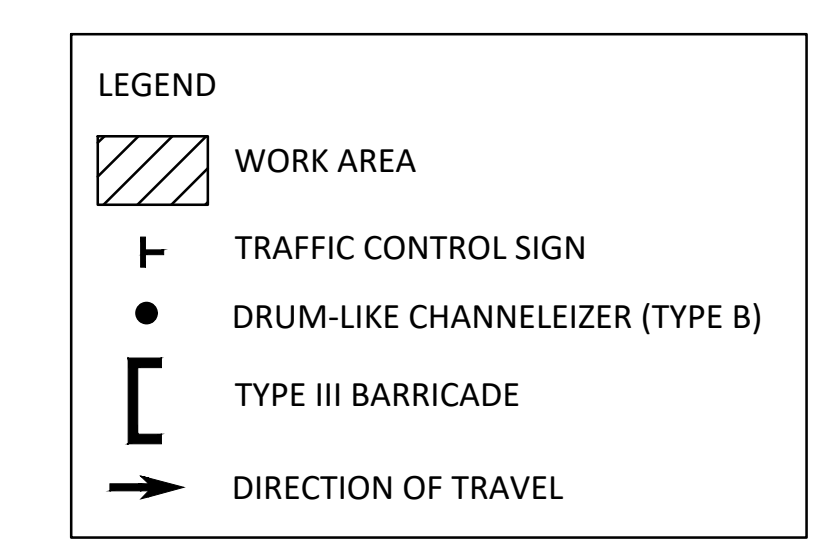 LEGEND
WORK AREA
TRAFFIC CONTROL SIGN
DRUM-LIKE CHANNELEIZER (TYPE B)
TYPE III BARRICADE
DIRECTION OF TRAVEL